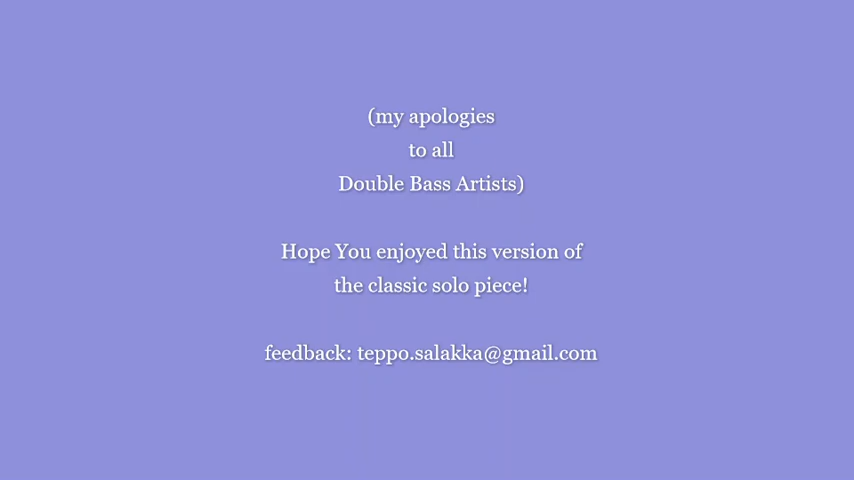 (my apologies
to all
Double Bass Artists)
Hope You enjoyed this version of
the classic solo piece!
feedback: teppo.salakka@gmail.com